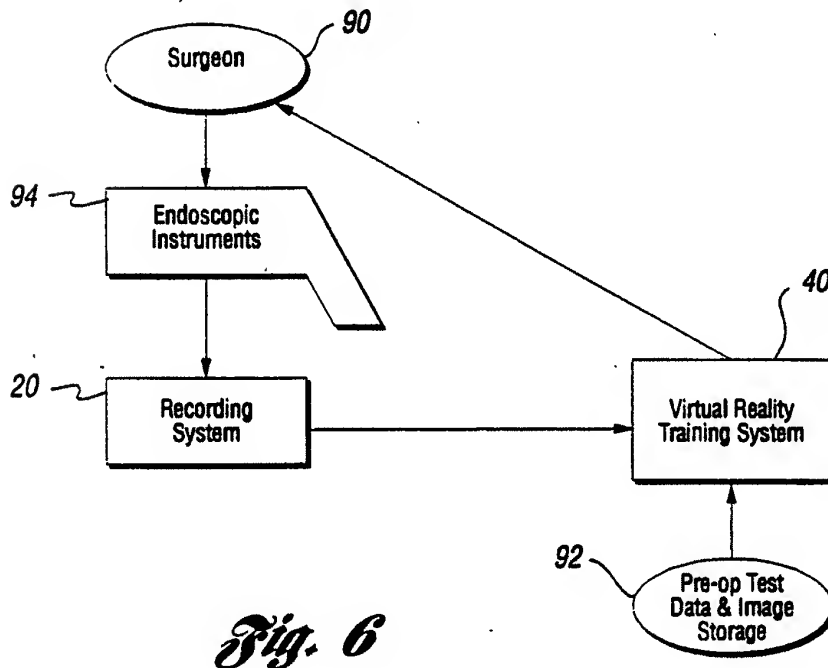 90
Surgeon
94
Endoscopic
Instruments
40
20
Recording
System
Virtual Reality
Training System
92
Pre-op Test
Data & Image
Storage
Fig. 6